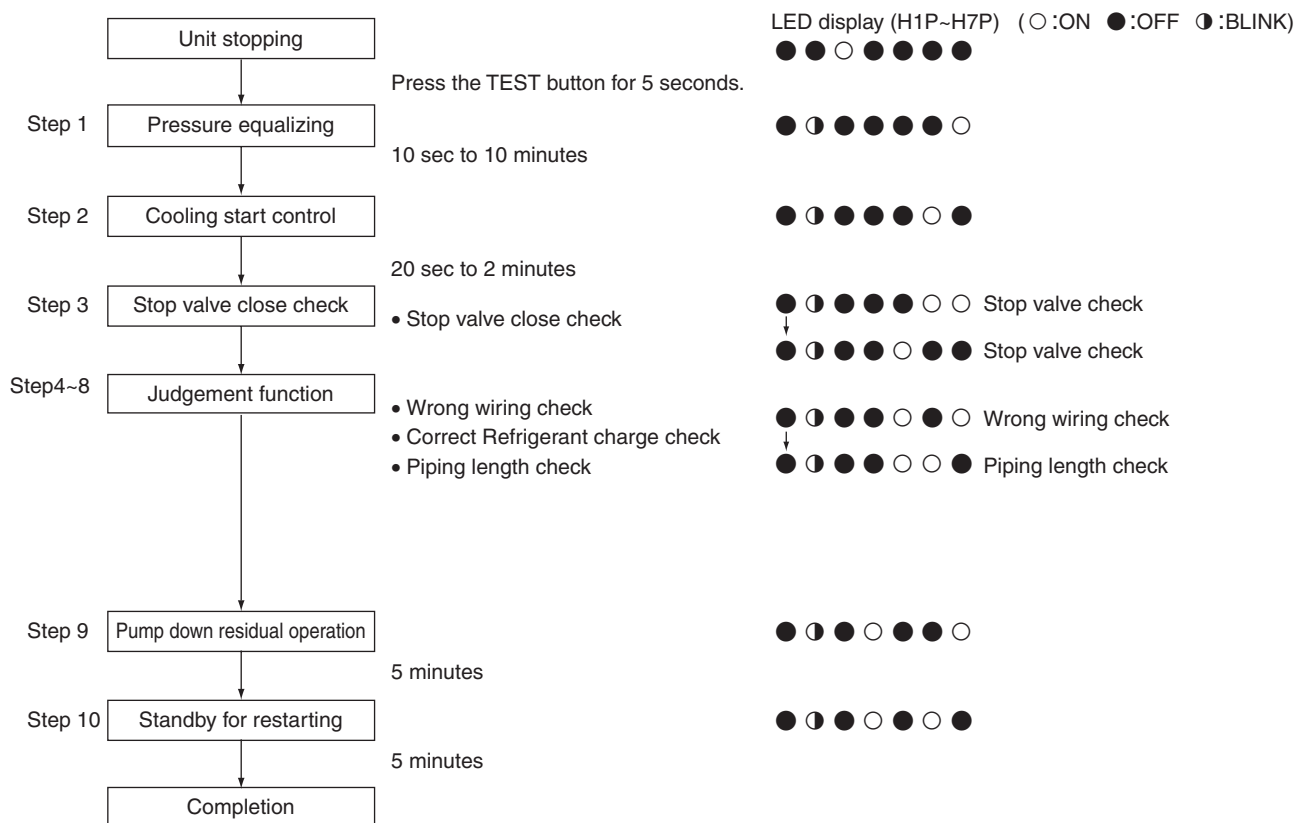 LED display (H1P~H7P) ( ○ :ON ● :OFF ◑ :BLINK)
Unit stopping
Press the TEST button for 5 seconds.
Step 1 Pressure equalizing
10 sec to 10 minutes
Step 2 Cooling start control
20 sec to 2 minutes
Step 3 Stop valve close check
• Stop valve close check
Stop valve check
Stop valve check
Step4~8 Judgement function
• Wrong wiring check
• Correct Refrigerant charge check
• Piping length check
Wrong wiring check
Piping length check
Step 9 Pump down residual operation
5 minutes
Step 10 Standby for restarting
5 minutes
Completion